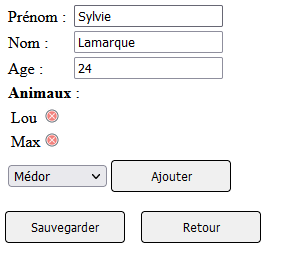 Prénom : Sylvie
Nom : Lamarque
Age : 24
Animaux :
Lou
Max
Médor Ajouter
Sauvegarder Retour